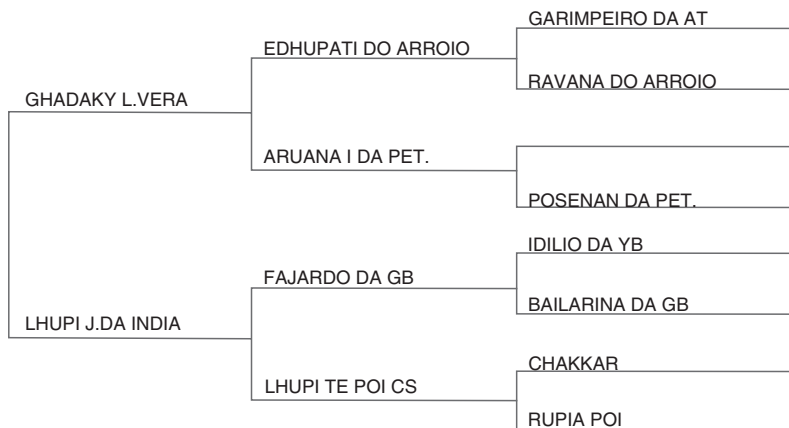 GARIMPEIRO DA AT
EDHUPATI DO ARROIO
RAVANA DO ARROIO
GHADAKY L.VERA
ARUANA I DA PET.
POSENAN DA PET.
IDILIO DA YB
FAJARDO DA GB
BAILARINA DA GB
LHUPI J.DA INDIA
CHAKKAR
LHUPI TE POI CS
RUPIA POI